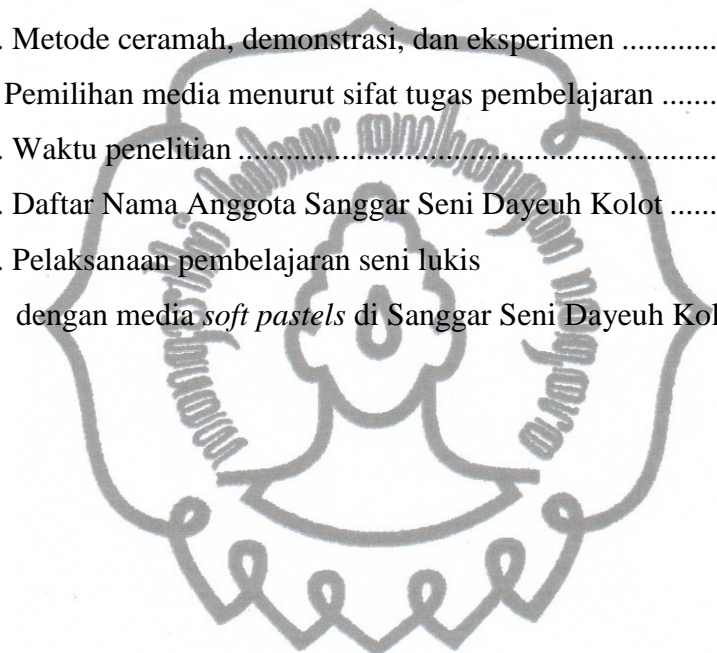 . Metode ceramah, demonstrasi, dan eksperimen .............
Pemilihan media menurut sifat tugas pembelajaran .......
. Waktu penelitian ............................................................
. Daftar Nama Anggota Sanggar Seni Dayeuh Kolot ......
. Pelaksanaan pembelajaran seni lukis
dengan media soft pastels di Sanggar Seni Dayeuh Kol